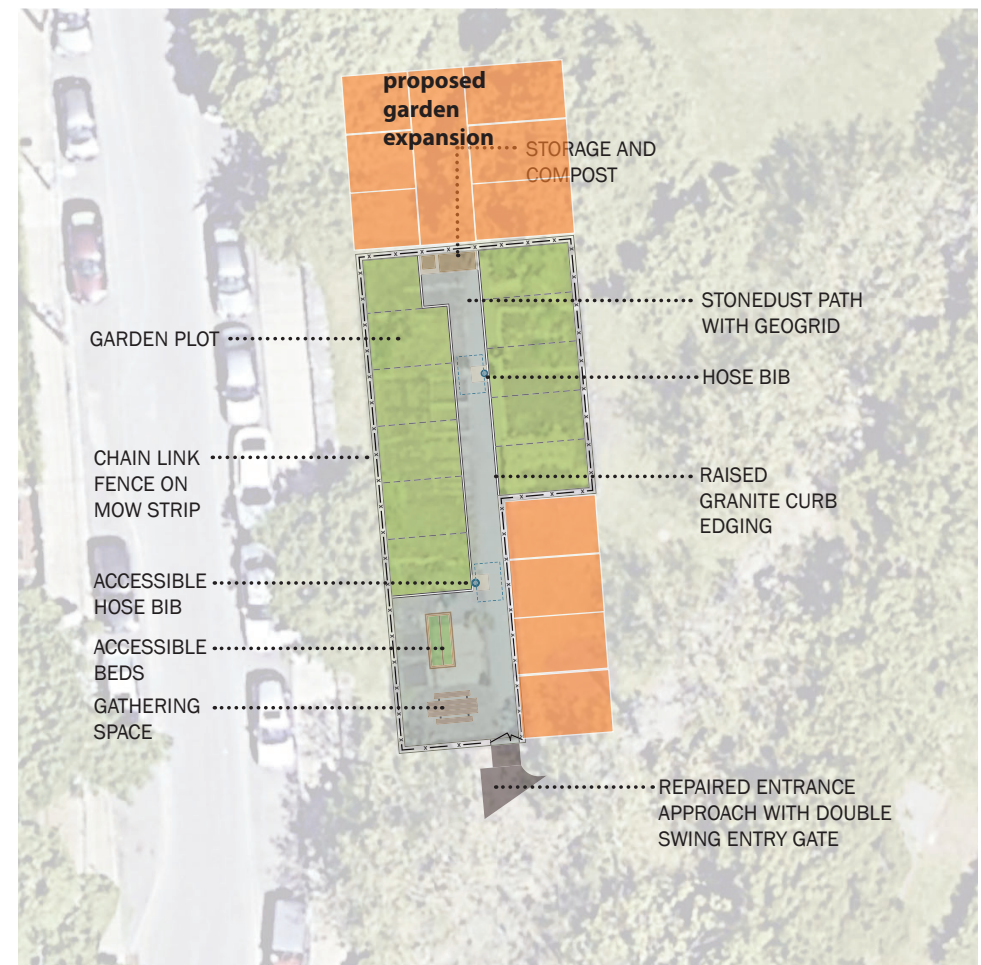 proposed
garden
expansion
STORAGE AND
COMPOST
STONEDUST PATH
WITH GEOGRID
GARDEN PLOT
HOSE BIB
CHAIN LINK
FENCE ON
MOW STRIP
RAISED
GRANITE CURB
EDGING
ACCESSIBLE
HOSE BIB
ACCESSIBLE
BEDS
GATHERING
SPACE
REPAIRED ENTRANCE
APPROACH WITH DOUBLE
SWING ENTRY GATE